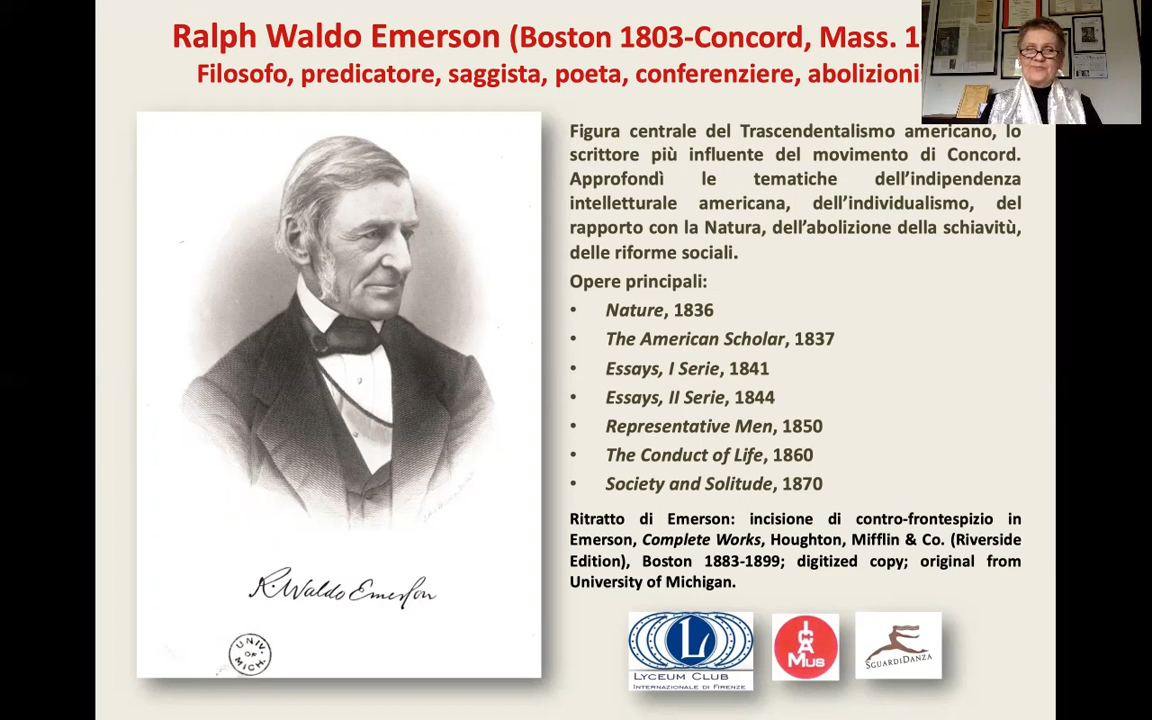 Ralph Waldo Emerson (Boston 1803-Concord, Mass. 1
Filosofo, predicatore, saggista, poeta, conferenziere, abolizionis
Figura centrale del Trascendentalismo americano, lo
scrittore più influente del movimento di Concord.
Approfondì le tematiche dell'indipendenza
intelletturale americana, dell'individualismo, del
rapporto con la Natura, dell'abolizione della schiavitù,
delle riforme sociali.
Opere principali:
• Nature, 1836
• The American Scholar, 1837
• Essays, I Serie, 1841
• Essays, II Serie, 1844
• Representative Men, 1850
• The Conduct of Life, 1860
• Society and Solitude, 1870
Ritratto di Emerson: incisione di contro-frontespizio in
Emerson, Complete Works, Houghton, Mifflin & Co. (Riverside
Edition), Boston 1883-1899; digitized copy; original from
University of Michigan.
R. Waldo Emerson
UNIV.
OF
MICH.
L
LYCEUM CLUB
INTERNAZIONALE DI FIRENZE
ICAMus
SGUARDIDANZA